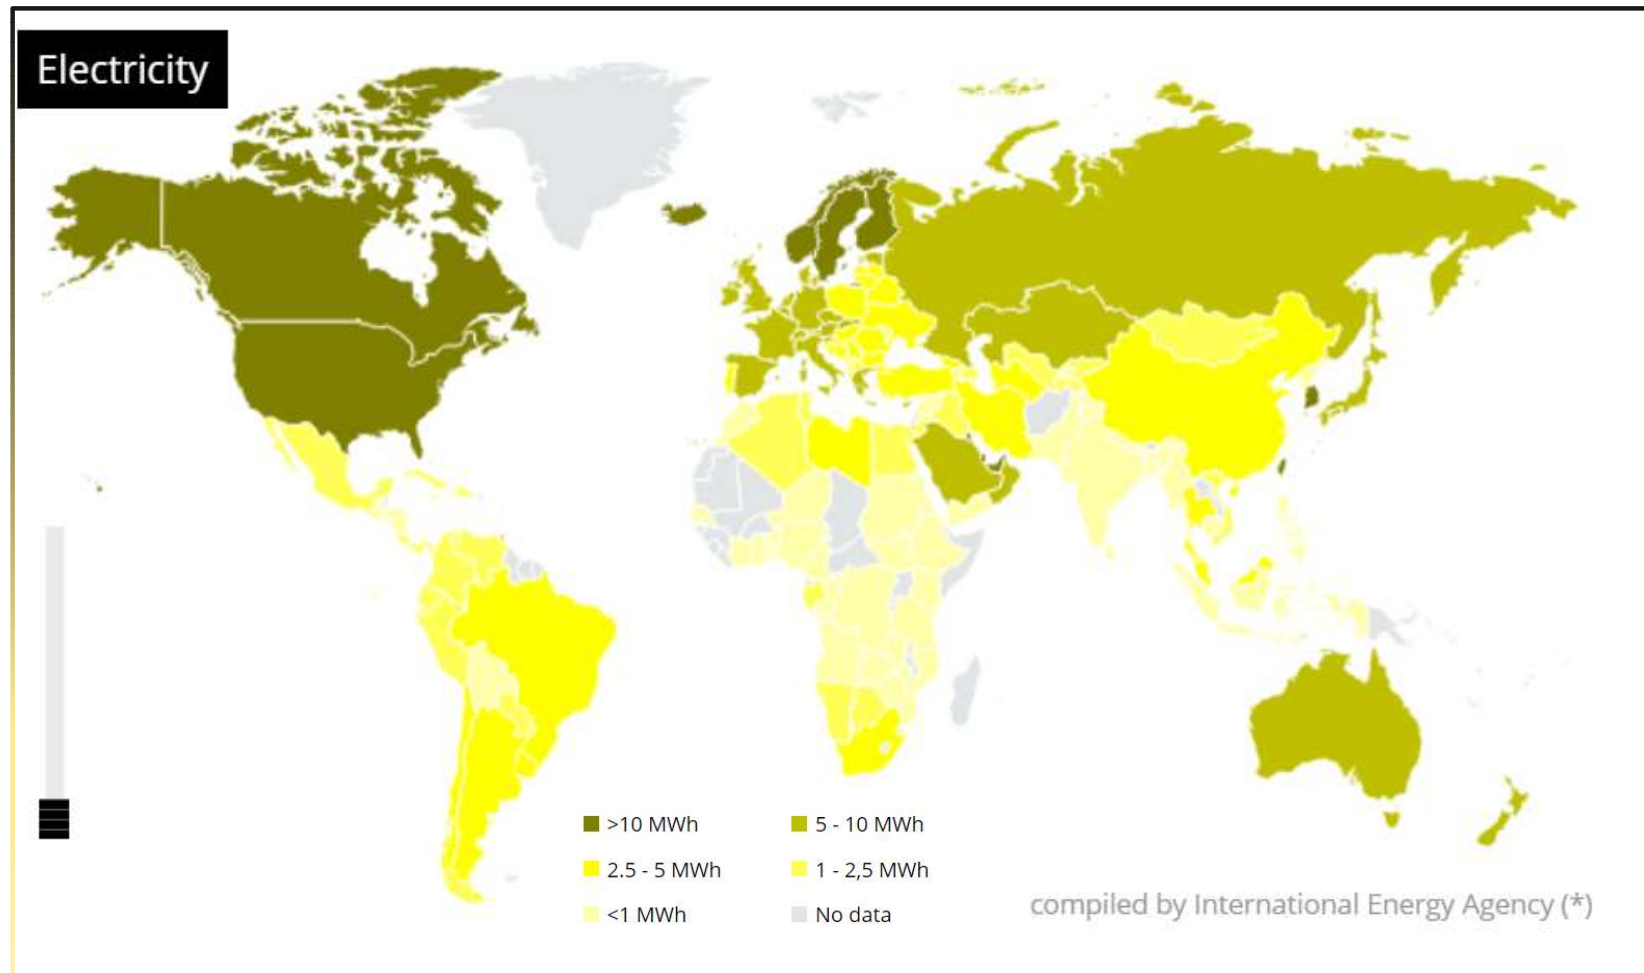 Electricity
>10 MWh
5 - 10 MWh
2.5 - 5 MWh
1 - 2,5 MWh
<1 MWh
No data
compiled by International Energy Agency (*)